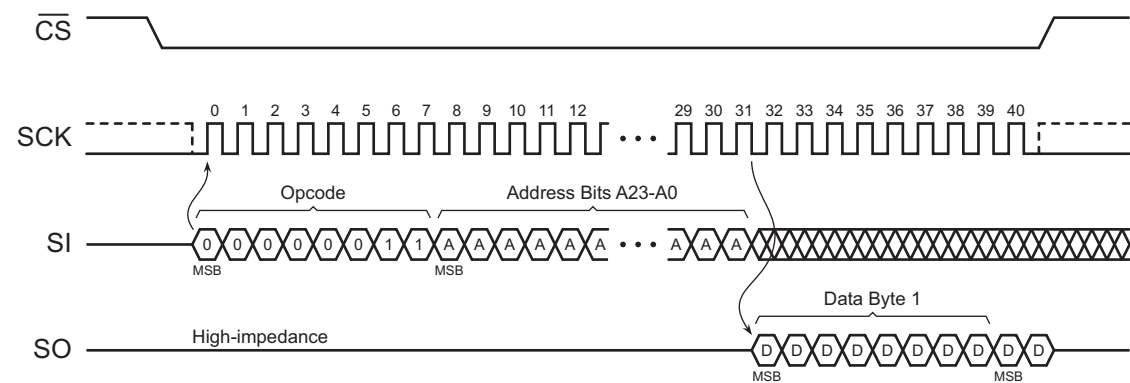 CS
0 1 2 3 4 5 6 7 8 9 10 11 12 29 30 31 32 33 34 35 36 37 38 39 40
SCK
Opcode Address Bits A23-A0
SI 0 0 0 0 0 0 1 1 A A A A A A A A A
MSB MSB
Data Byte 1
High-impedance
SO D D D D D D D D D D
MSB MSB